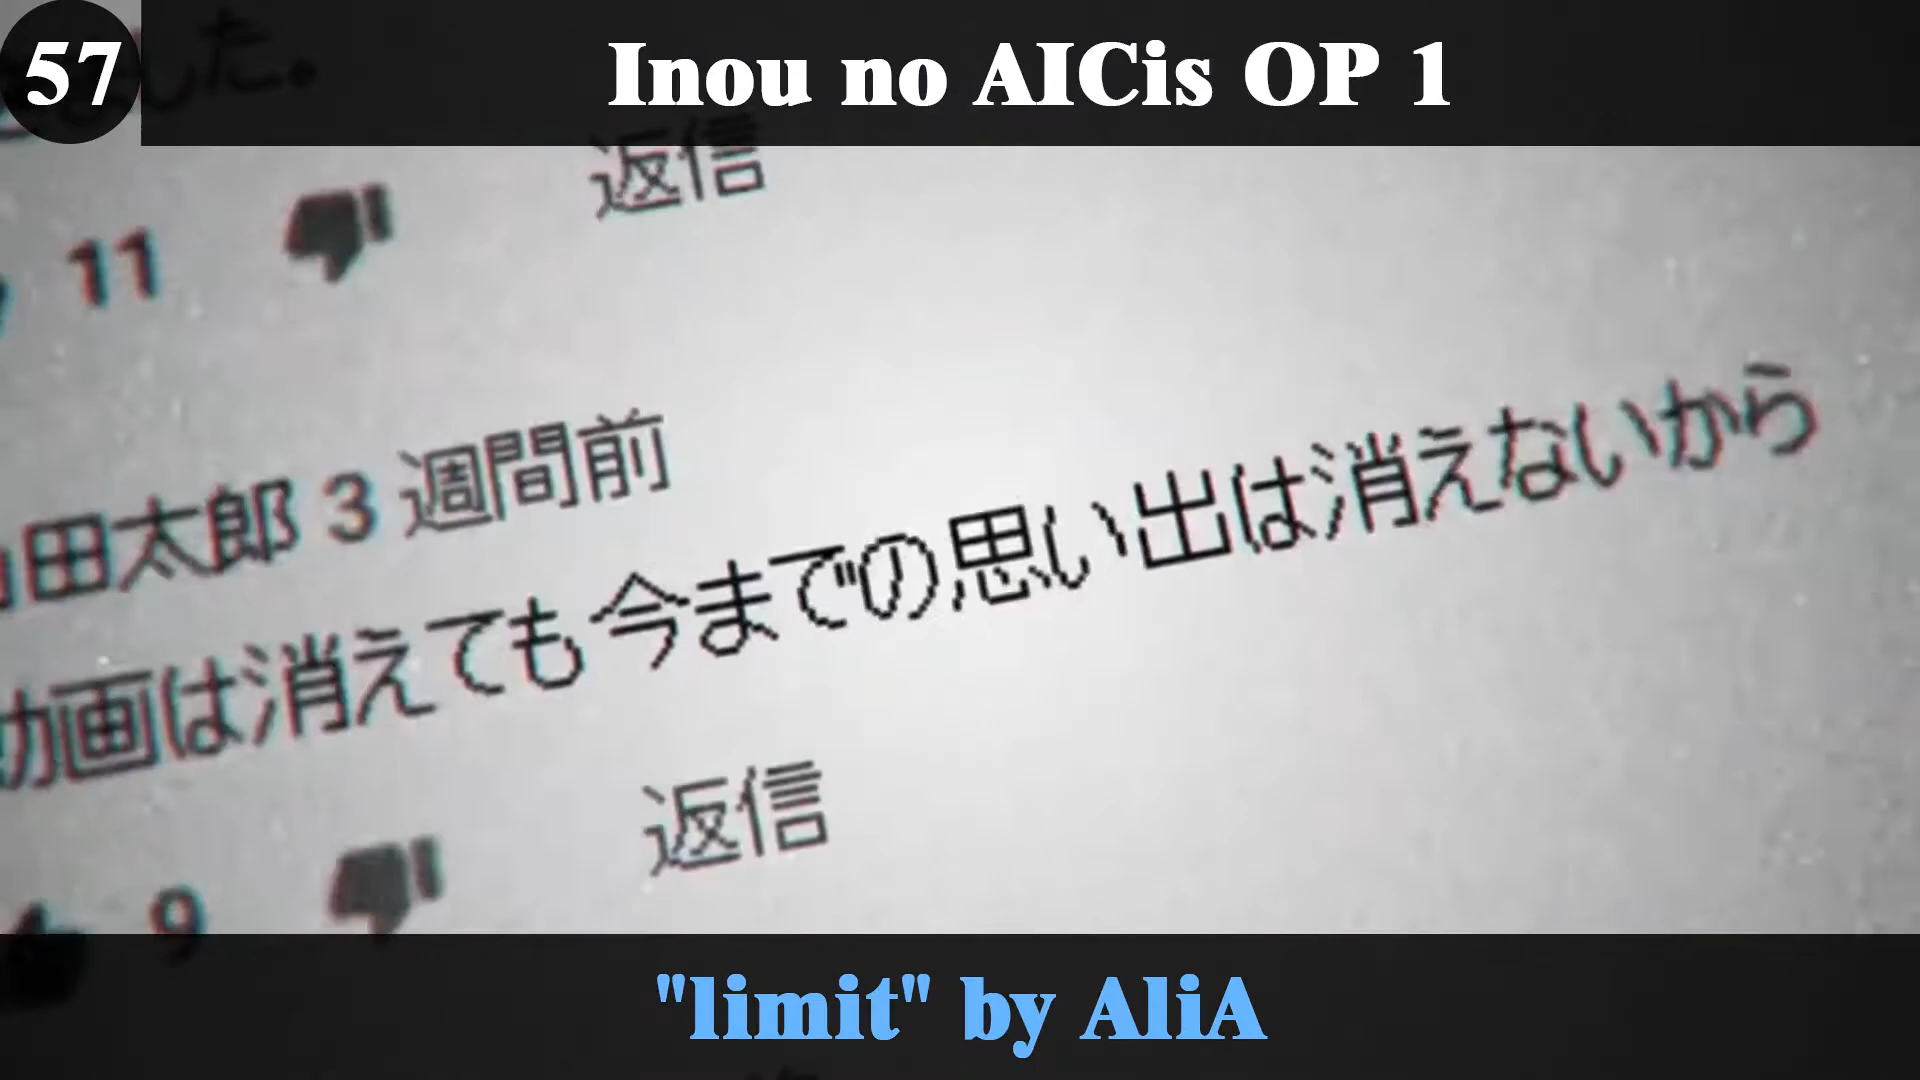 57
Inou no AICis OP 1
した。
11
返信
山田太郎 3 週間前
動画は消えても今までの思い出は消えないから
9
返信
"limit" by AliA